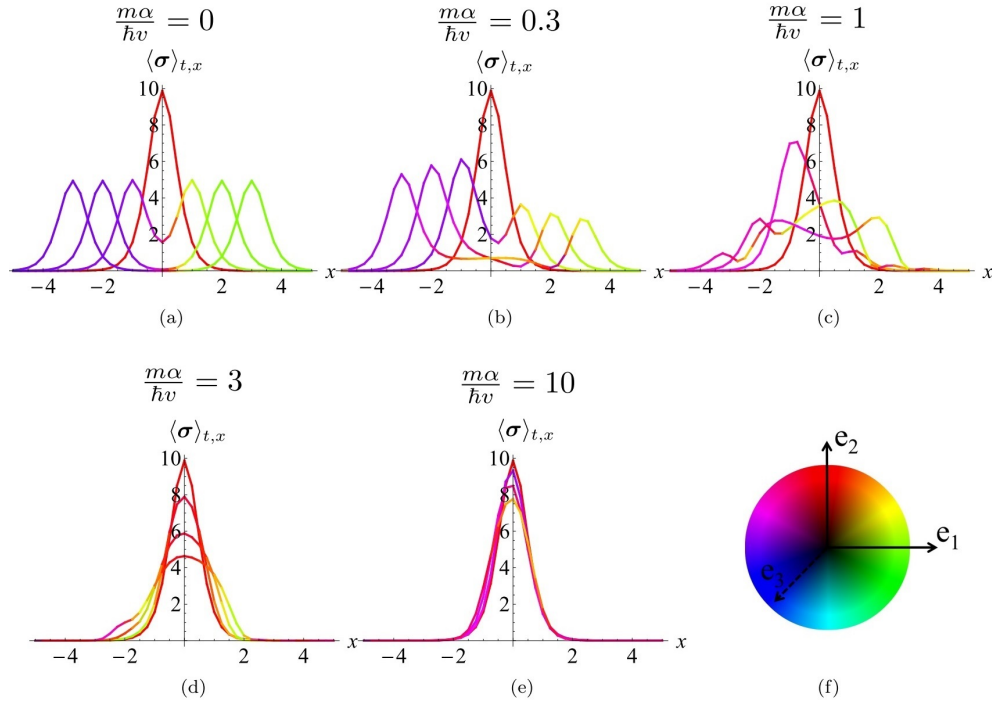 mα/ħv = 0
mα/ħv = 0.3
mα/ħv = 1
⟨σ⟩t,x
⟨σ⟩t,x
⟨σ⟩t,x
10
8
6
4
2
−4 −2 2 4
x
10
8
6
4
2
−4 −2 2 4
x
10
8
6
4
2
−4 −2 2 4
x
(a)
(b)
(c)
mα/ħv = 3
mα/ħv = 10
⟨σ⟩t,x
⟨σ⟩t,x
10
8
6
4
2
−4 −2 2 4
x
10
8
6
4
2
−4 −2 2 4
x
e2
e1
e3
(d)
(e)
(f)